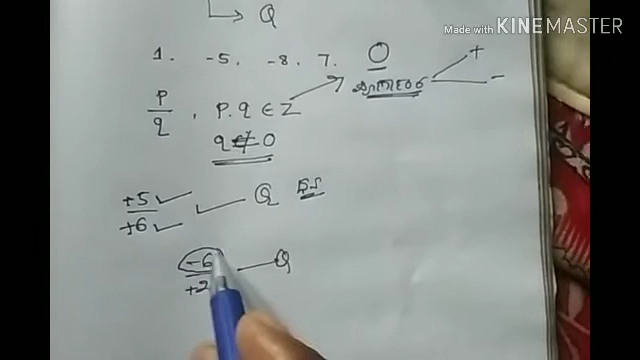 Made with KINEMASTER
↳ Q
1. -5. -8. 7. 0
+
p/q, p.q ∈ Z
-
q ≠ 0
+5/+6 Q
-6/+2 Q